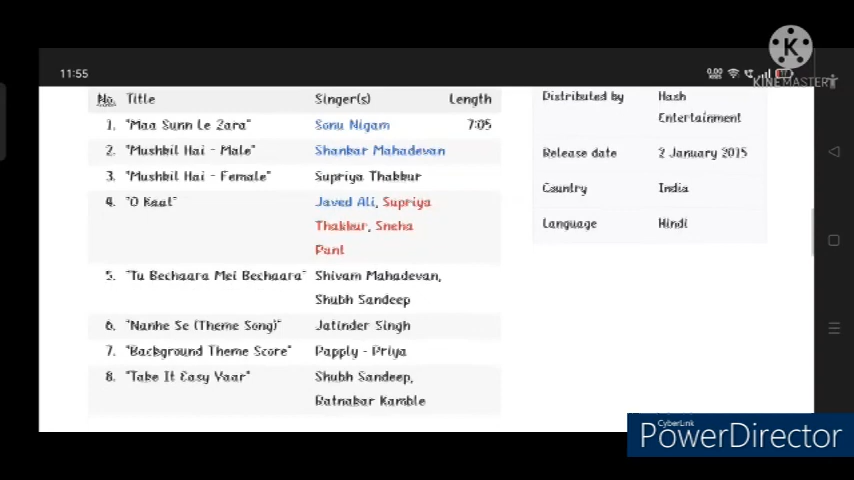 KINEMASTER
11:55
0.00
KB/S
No. Title Singer(s) Length
1. "Maa Sunn Le Zara" Sonu Nigam 7:05
2. "Mushkil Hai - Male" Shankar Mahadevan
3. "Mushkil Hai - Female" Supriya Thakkur
4. "O Kaat" Javed Ali, Supriya
Thakkur, Sneha
Pant
5. "Tu Bechaara Mei Bechaara" Shivam Mahadevan,
Shubh Sandeep
6. "Nanhe Se (Theme Song)" Jatinder Singh
7. "Background Theme Score" Papply - Priya
8. "Take It Easy Yaar" Shubh Sandeep,
Ratnakar Kamble
Distributed by Hash
Entertainment
Release date 2 January 2015
Country India
Language Hindi
CyberLink
PowerDirector